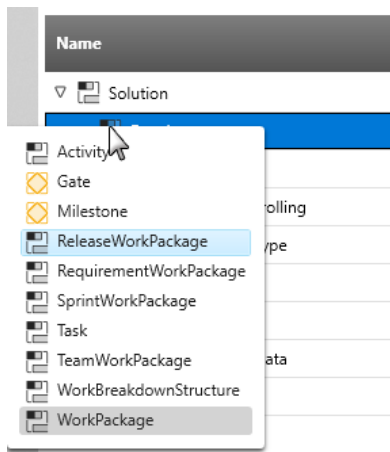 Name
Solution
Activity
Gate
Milestone
rolling
ReleaseWorkPackage
ype
RequirementWorkPackage
SprintWorkPackage
Task
TeamWorkPackage
ata
WorkBreakdownStructure
WorkPackage